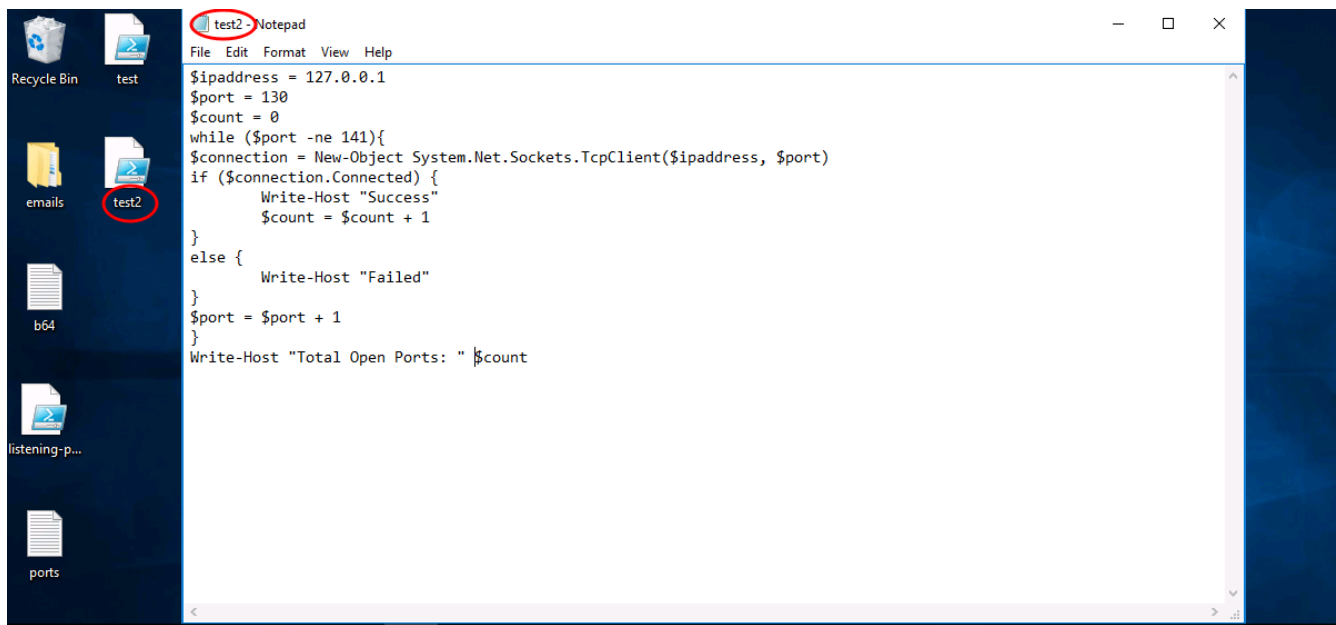 Recycle Bin
test
emails
test2
b64
listening-p...
ports
test2 - Notepad
File Edit Format View Help
$ipaddress = 127.0.0.1
$port = 130
$count = 0
while ($port -ne 141){
$connection = New-Object System.Net.Sockets.TcpClient($ipaddress, $port)
if ($connection.Connected) {
        Write-Host "Success"
        $count = $count + 1
}
else {
        Write-Host "Failed"
}
$port = $port + 1
}
Write-Host "Total Open Ports: " $count